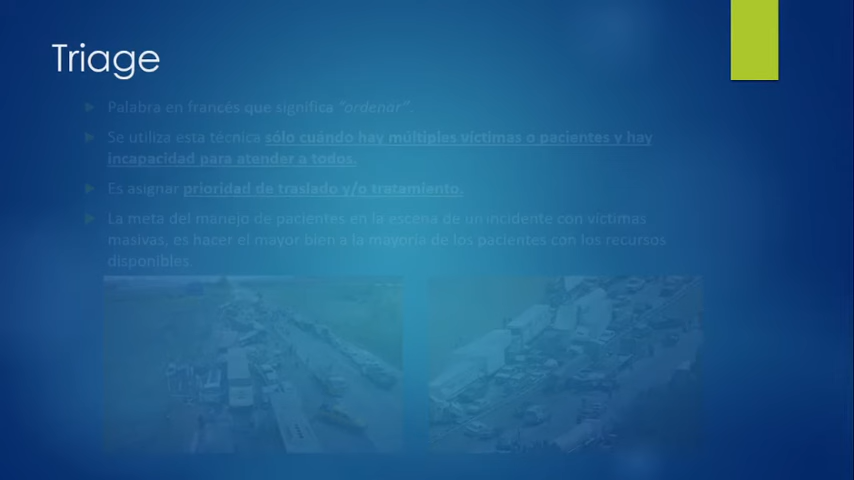 Triage
Palabra en francés que significa “ordenar”.
Se utiliza esta técnica sólo cuándo hay múltiples víctimas o pacientes y hay
incapacidad para atender a todos.
Es asignar prioridad de traslado y/o tratamiento.
La meta del manejo de pacientes en la escena de un incidente con víctimas
masivas, es hacer el mayor bien a la mayoría de los pacientes con los recursos
disponibles.